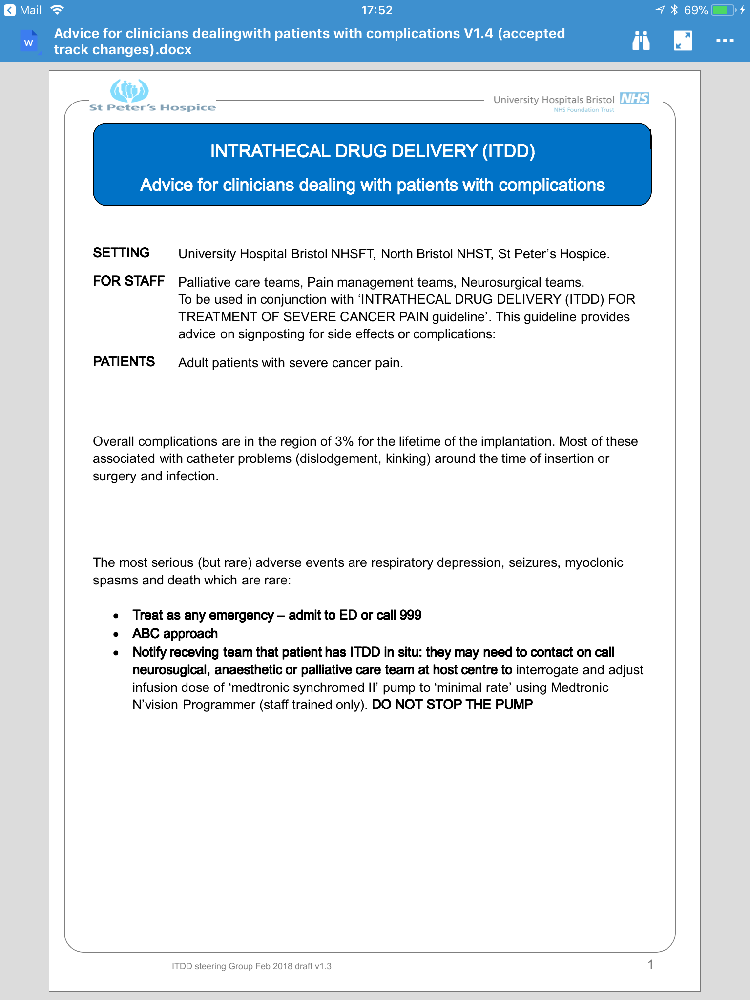 Mail
17:52
69%
W
Advice for clinicians dealingwith patients with complications V1.4 (accepted
track changes).docx
St Peter's Hospice
University Hospitals Bristol NHS
NHS Foundation Trust
INTRATHECAL DRUG DELIVERY (ITDD)
Advice for clinicians dealing with patients with complications
SETTING University Hospital Bristol NHSFT, North Bristol NHST, St Peter’s Hospice.
FOR STAFF Palliative care teams, Pain management teams, Neurosurgical teams.
To be used in conjunction with ‘INTRATHECAL DRUG DELIVERY (ITDD) FOR
TREATMENT OF SEVERE CANCER PAIN guideline’. This guideline provides
advice on signposting for side effects or complications:
PATIENTS Adult patients with severe cancer pain.
Overall complications are in the region of 3% for the lifetime of the implantation. Most of these
associated with catheter problems (dislodgement, kinking) around the time of insertion or
surgery and infection.
The most serious (but rare) adverse events are respiratory depression, seizures, myoclonic
spasms and death which are rare:
• Treat as any emergency – admit to ED or call 999
• ABC approach
• Notify receving team that patient has ITDD in situ: they may need to contact on call
neurosugical, anaesthetic or palliative care team at host centre to interrogate and adjust
infusion dose of ‘medtronic synchromed II’ pump to ‘minimal rate’ using Medtronic
N’vision Programmer (staff trained only). DO NOT STOP THE PUMP
ITDD steering Group Feb 2018 draft v1.3
1